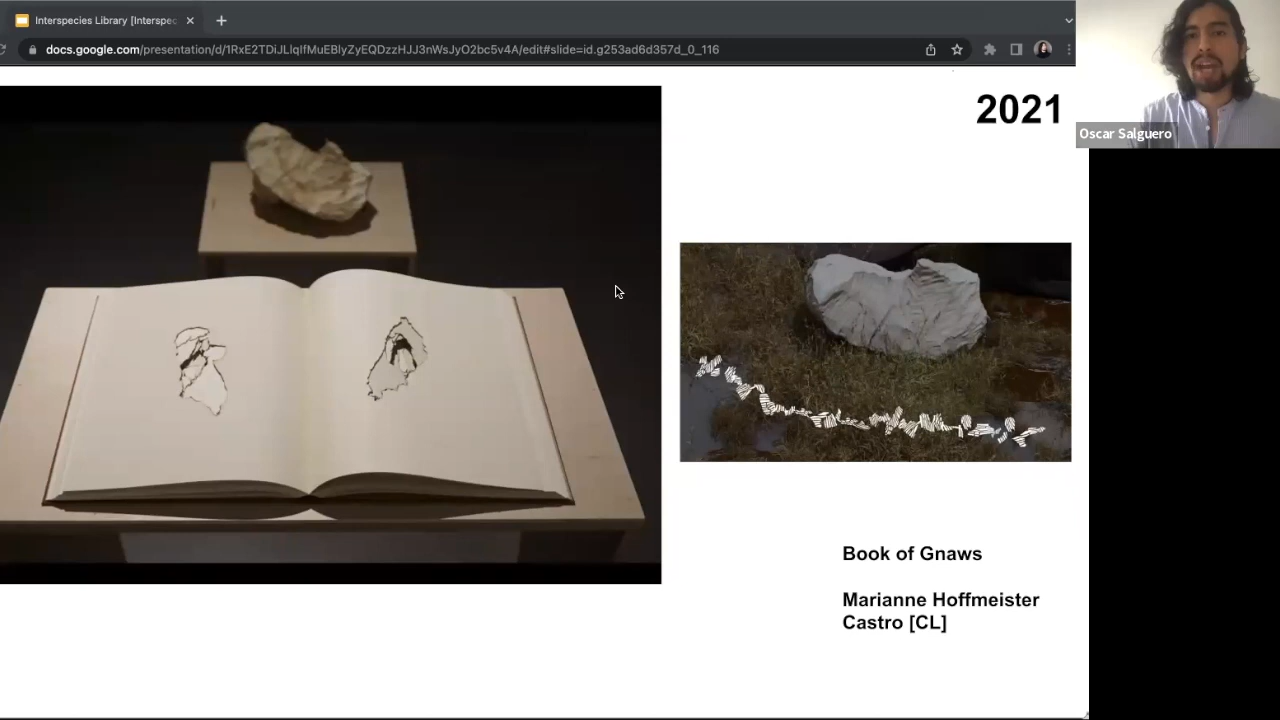 Interspecies Library [Interspec
docs.google.com/presentation/d/1RxE2TDiJLlqIfMuEBlyZyEQDzzHJJ3nWsJyO2bc5v4A/edit#slide=id.g253ad6d357d_0_116
2021
Oscar Salguero
Book of Gnaws
Marianne Hoffmeister
Castro [CL]